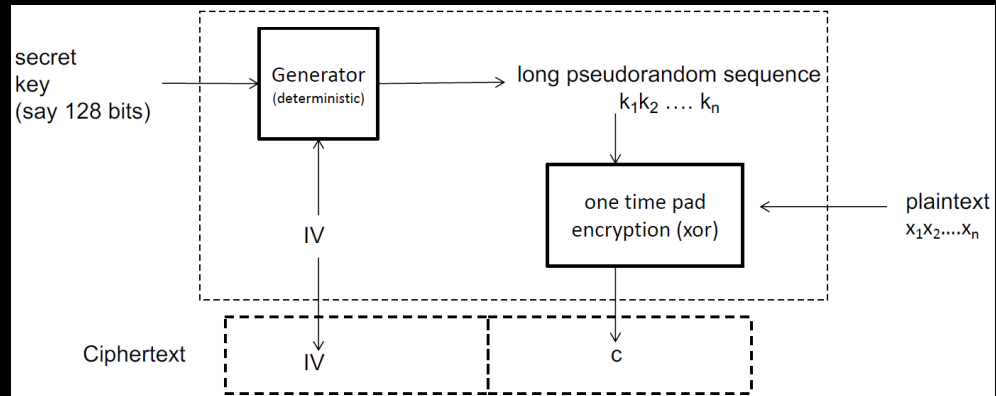 secret
key
(say 128 bits)
Generator
(deterministic)
long pseudorandom sequence
k₁k₂ .... kₙ
one time pad
encryption (xor)
plaintext
x₁x₂....xₙ
IV
Ciphertext
IV
c